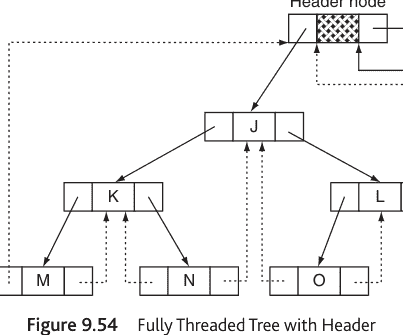 Header node
J
K L
M N O
Figure 9.54 Fully Threaded Tree with Header